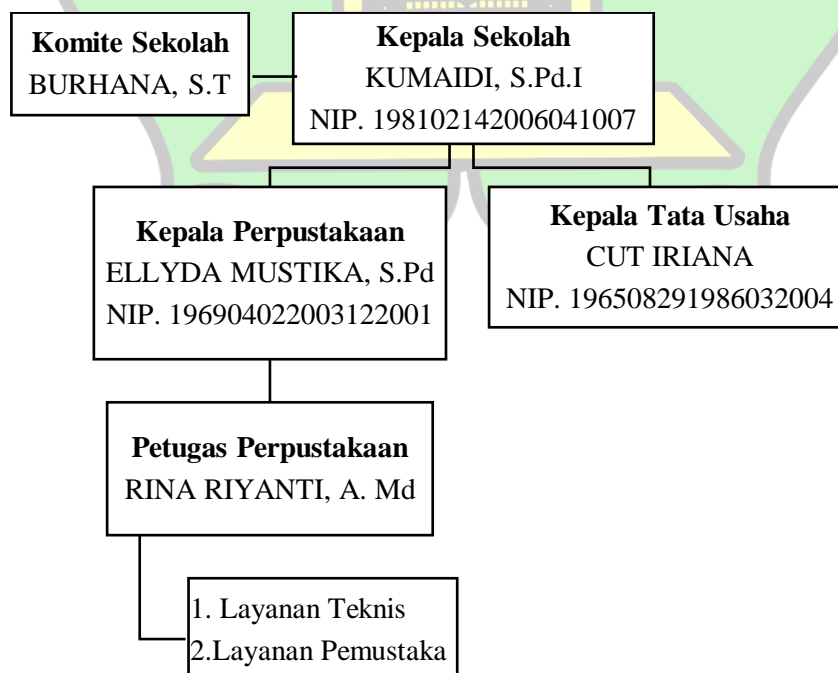 Komite Sekolah
BURHANA, S.T
Kepala Sekolah
KUMAIDI, S.Pd.I
NIP. 198102142006041007
Kepala Perpustakaan
ELLYDA MUSTIKA, S.Pd
NIP. 196904022003122001
Kepala Tata Usaha
CUT IRIANA
NIP. 196508291986032004
Petugas Perpustakaan
RINA RIYANTI, A. Md
1. Layanan Teknis
2.Layanan Pemustaka